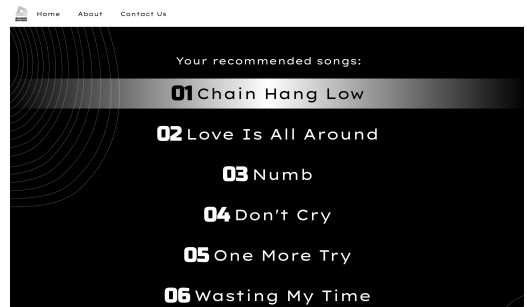 Home About Contact Us
Your recommended songs:
01 Chain Hang Low
02 Love Is All Around
03 Numb
04 Don't Cry
05 One More Try
06 Wasting My Time